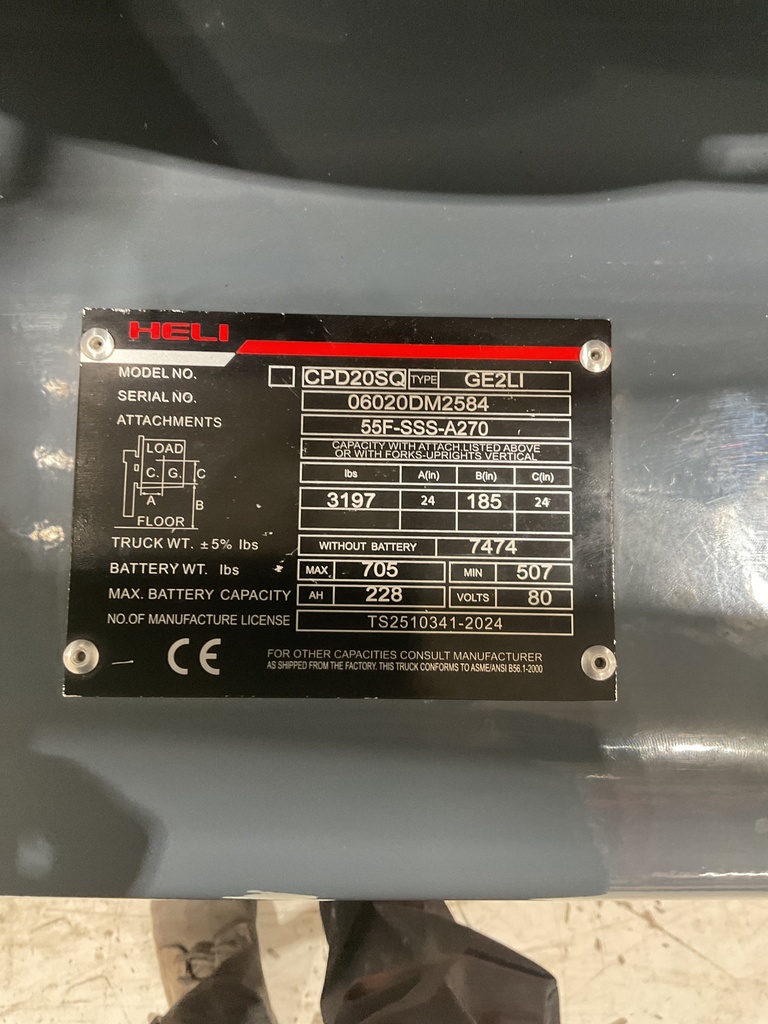 HELI
MODEL NO. CPD20SQ TYPE GE2LI
SERIAL NO. 06020DM2584
ATTACHMENTS 55F-SSS-A270
CAPACITY WITH ATTACH LISTED ABOVE
OR WITH FORKS-UPRIGHTS VERTICAL
LOAD
C. G. C
A B
FLOOR
lbs A(in) B(in) C(in)
3197 24 185 24
TRUCK WT. ±5% lbs WITHOUT BATTERY 7474
BATTERY WT. lbs MAX 705 MIN 507
MAX. BATTERY CAPACITY AH 228 VOLTS 80
NO.OF MANUFACTURE LICENSE TS2510341-2024
CE FOR OTHER CAPACITIES CONSULT MANUFACTURER
AS SHIPPED FROM THE FACTORY. THIS TRUCK CONFORMS TO ASME/ANSI B56.1-2000